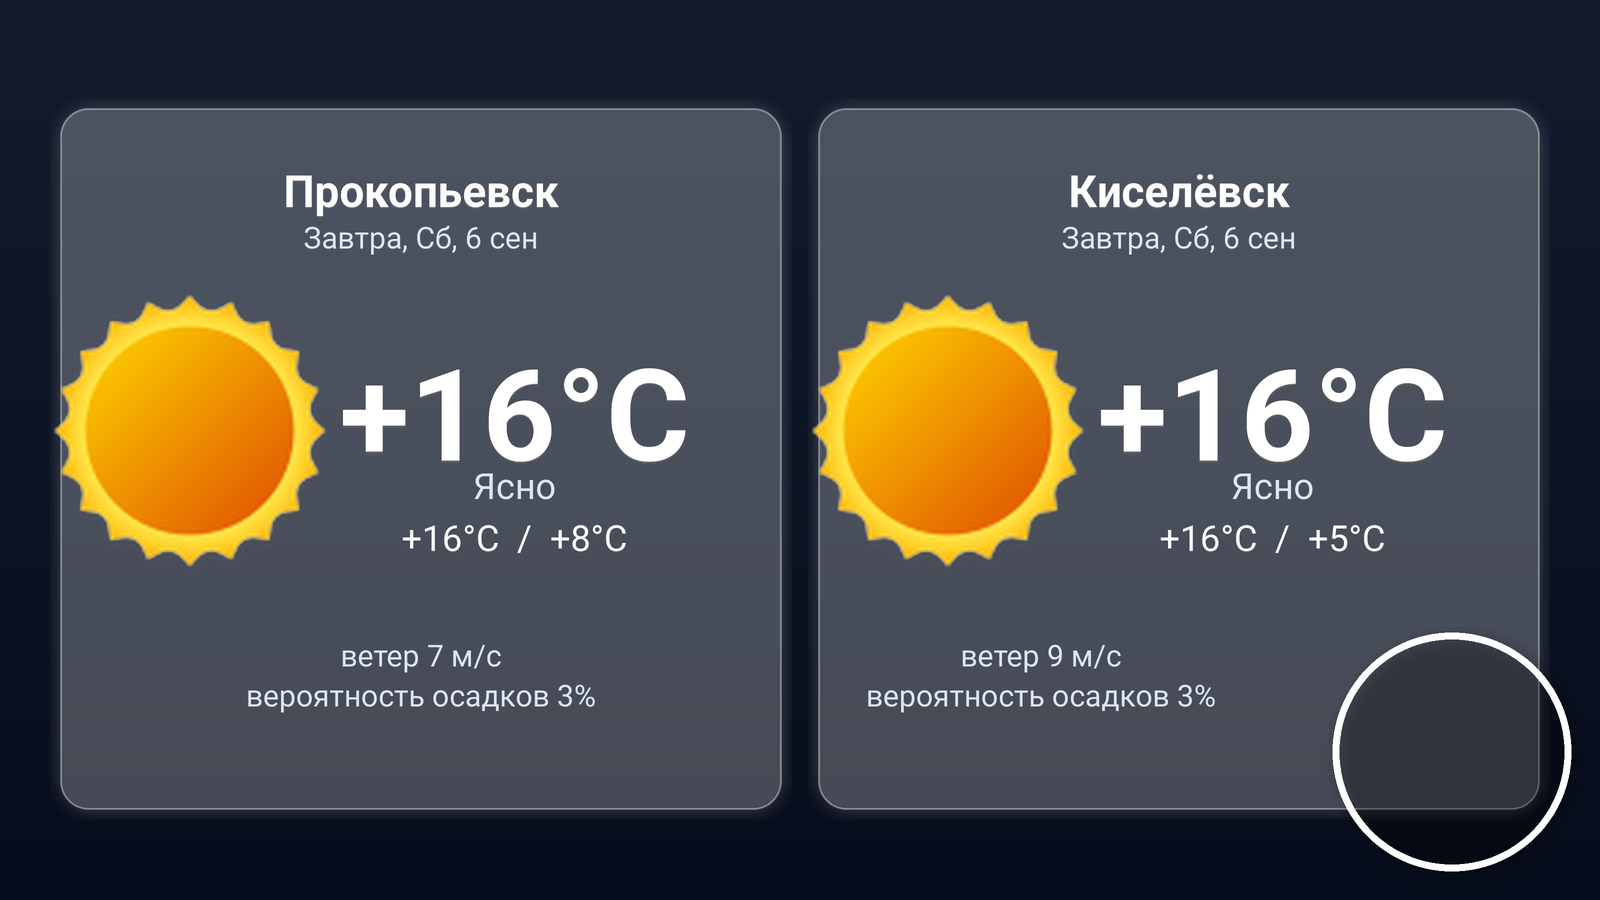 Прокопьевск
Завтра, Сб, 6 сен
+16°C
Ясно
+16°C / +8°C
ветер 7 м/с
вероятность осадков 3%
Киселёвск
Завтра, Сб, 6 сен
+16°C
Ясно
+16°C / +5°C
ветер 9 м/с
вероятность осадков 3%